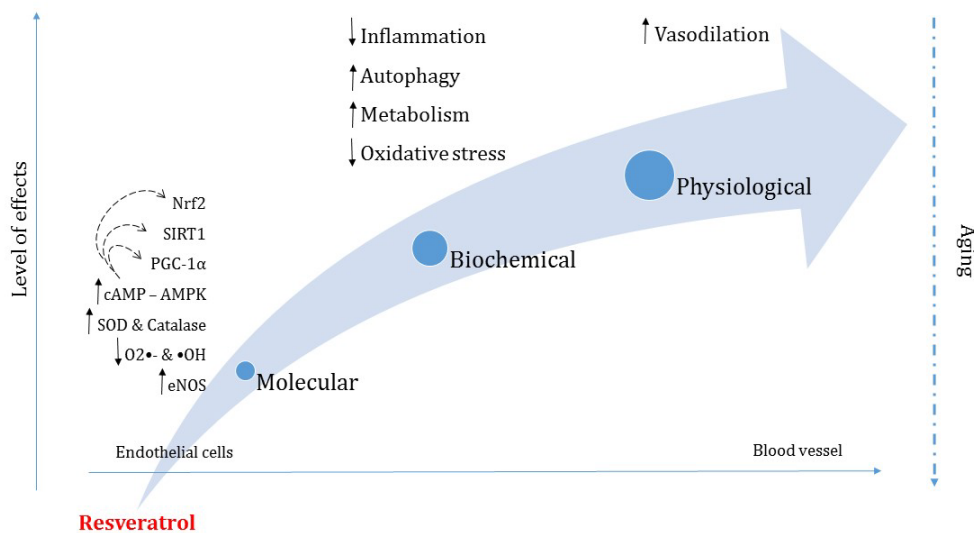 Inflammation
Autophagy
Metabolism
Oxidative stress
Vasodilation
Level of effects
Nrf2
SIRT1
PGC-1α
cAMP – AMPK
SOD & Catalase
O2•- & •OH
eNOS
Molecular
Biochemical
Physiological
Aging
Endothelial cells
Blood vessel
Resveratrol